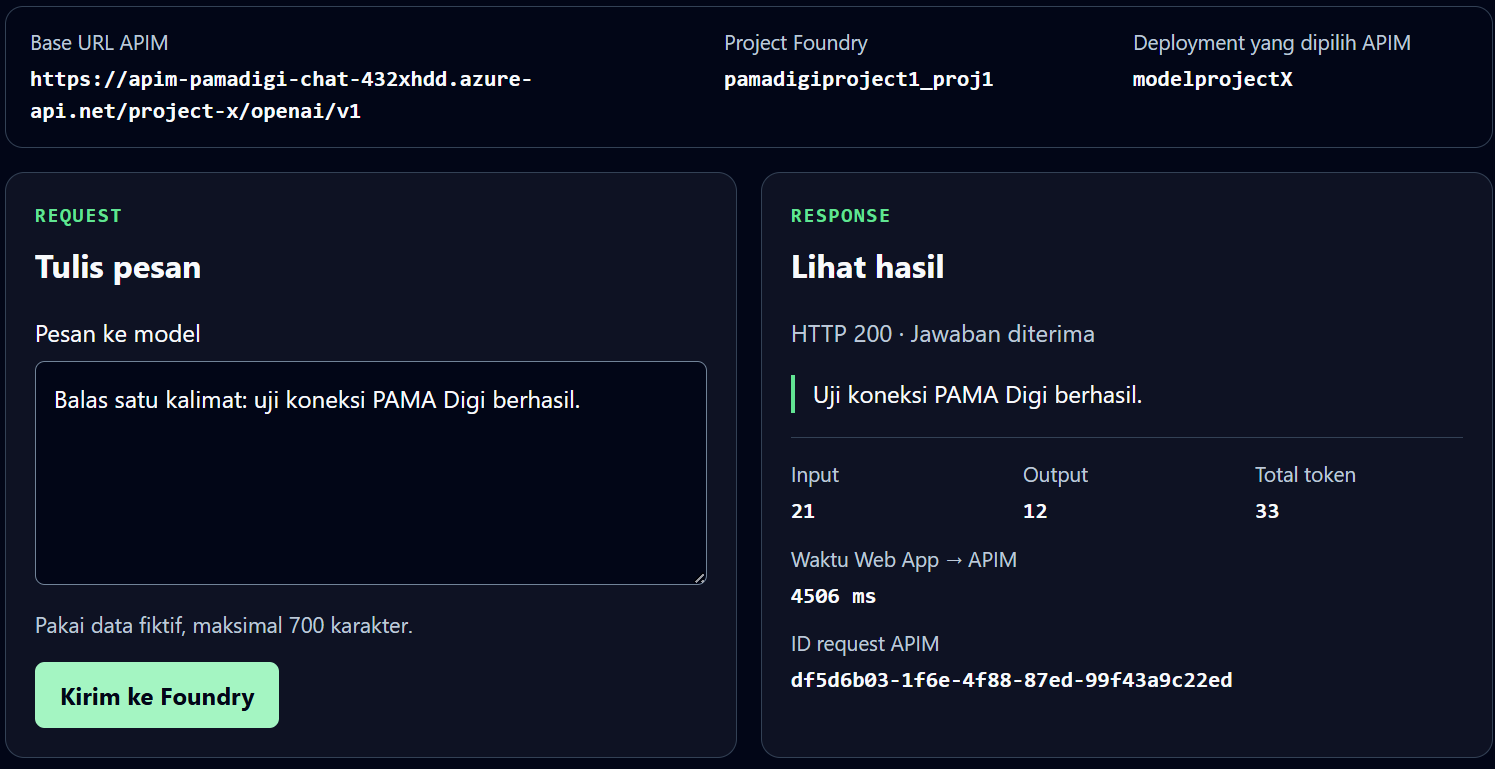 Base URL APIM
https://apim-pamadigi-chat-432xhdd.azure-
api.net/project-x/openai/v1
Project Foundry
pamadigiproject1_proj1
Deployment yang dipilih APIM
modelprojectX
REQUEST
Tulis pesan
Pesan ke model
Balas satu kalimat: uji koneksi PAMA Digi berhasil.
Pakai data fiktif, maksimal 700 karakter.
Kirim ke Foundry
RESPONSE
Lihat hasil
HTTP 200 · Jawaban diterima
Uji koneksi PAMA Digi berhasil.
Input
21
Output
12
Total token
33
Waktu Web App → APIM
4506 ms
ID request APIM
df5d6b03-1f6e-4f88-87ed-99f43a9c22ed